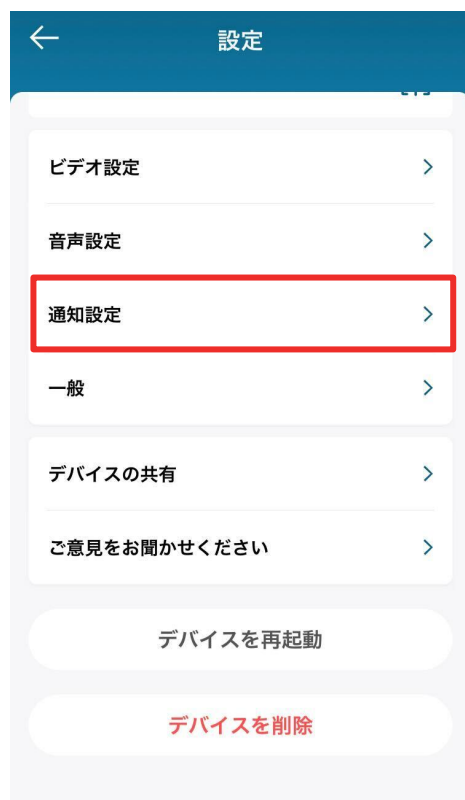 設定
ビデオ設定
音声設定
通知設定
一般
デバイスの共有
ご意見をお聞かせください
デバイスを再起動
デバイスを削除